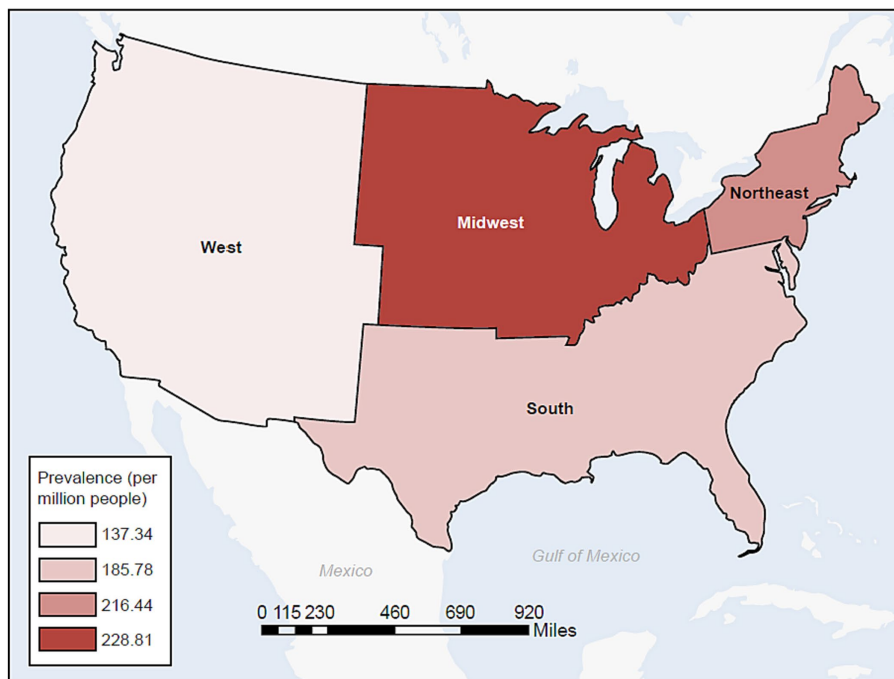 Northeast
Midwest
West
South
Prevalence (per
million people)
137.34
185.78
216.44
228.81
Mexico
Gulf of Mexico
0 115 230 460 690 920
Miles